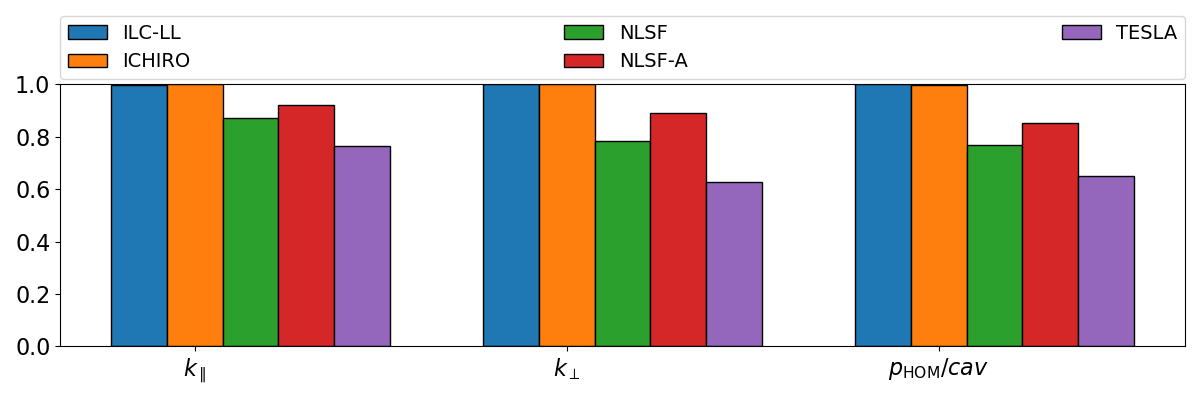 ILC-LL NLSF TESLA
ICHIRO NLSF-A
1.0
0.8
0.6
0.4
0.2
0.0
k∥ k⊥ pHOM/cav